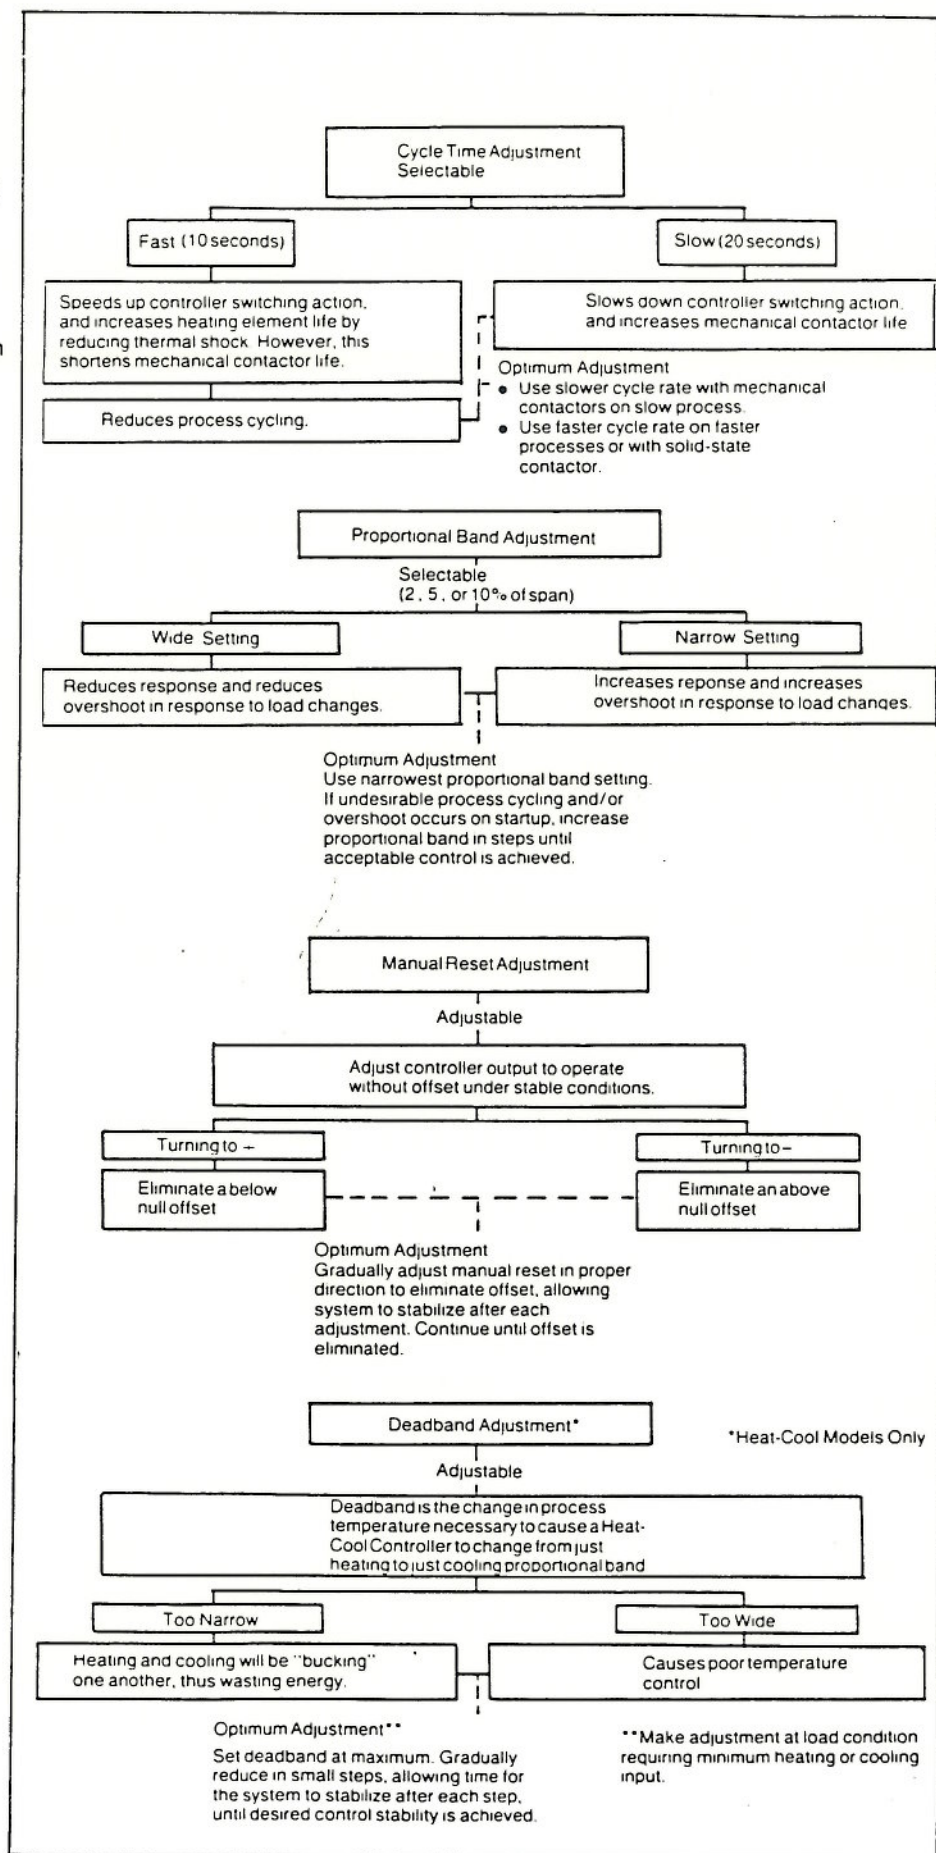 Cycle Time Adjustment
Selectable
Fast (10 seconds)
Slow (20 seconds)
Speeds up controller switching action,
and increases heating element life by
reducing thermal shock. However, this
shortens mechanical contactor life.
Slows down controller switching action,
and increases mechanical contactor life
Reduces process cycling.
Optimum Adjustment
● Use slower cycle rate with mechanical
contactors on slow process.
● Use faster cycle rate on faster
processes or with solid-state
contactor.
Proportional Band Adjustment
Selectable
(2, 5, or 10% of span)
Wide Setting
Narrow Setting
Reduces response and reduces
overshoot in response to load changes.
Increases reponse and increases
overshoot in response to load changes.
Optimum Adjustment
Use narrowest proportional band setting.
If undesirable process cycling and/or
overshoot occurs on startup, increase
proportional band in steps until
acceptable control is achieved.
Manual Reset Adjustment
Adjustable
Adjust controller output to operate
without offset under stable conditions.
Turning to +
Turning to –
Eliminate a below
null offset
Eliminate an above
null offset
Optimum Adjustment
Gradually adjust manual reset in proper
direction to eliminate offset, allowing
system to stabilize after each
adjustment. Continue until offset is
eliminated.
Deadband Adjustment*
*Heat-Cool Models Only
Adjustable
Deadband is the change in process
temperature necessary to cause a Heat-
Cool Controller to change from just
heating to just cooling proportional band
Too Narrow
Too Wide
Heating and cooling will be "bucking"
one another, thus wasting energy.
Causes poor temperature
control
Optimum Adjustment**
Set deadband at maximum. Gradually
reduce in small steps, allowing time for
the system to stabilize after each step,
until desired control stability is achieved.
**Make adjustment at load condition
requiring minimum heating or cooling
input.